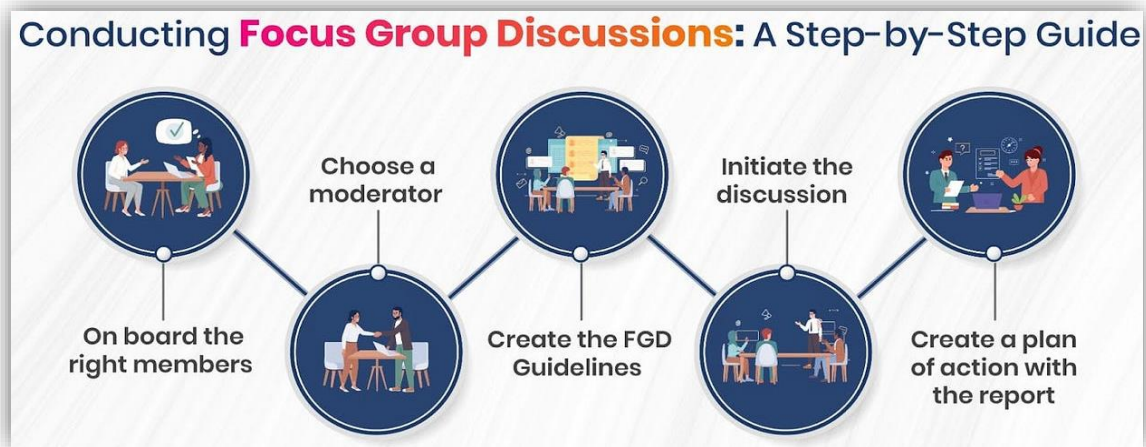 Conducting Focus Group Discussions: A Step-by-Step Guide
On board the
right members
Choose a
moderator
Create the FGD
Guidelines
Initiate the
discussion
Create a plan
of action with
the report